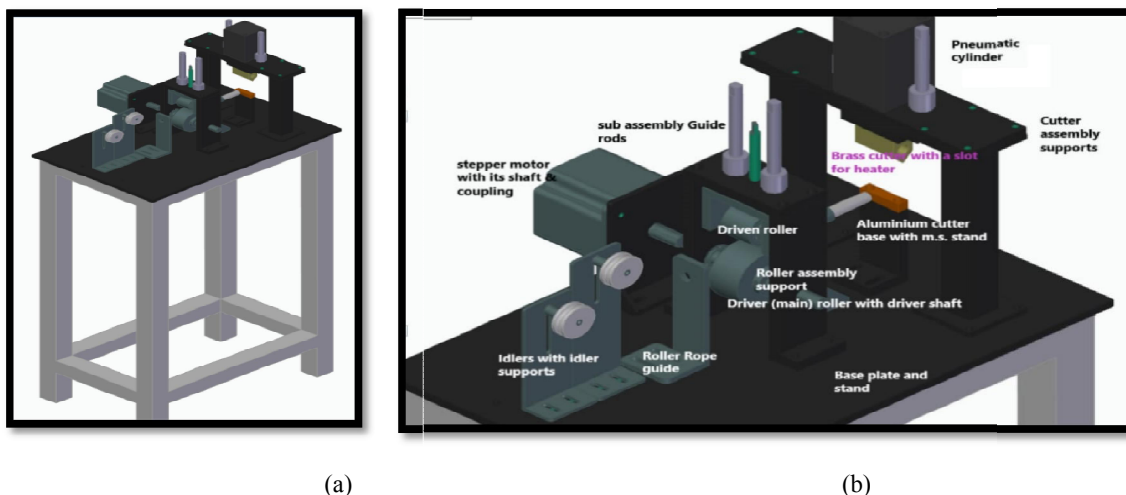 Pneumatic
cylinder
sub assembly Guide
rods
Cutter
assembly
supports
stepper motor
with its shaft &
coupling
Brass cutter with a slot
for heater
Driven roller
Aluminium cutter
base with m.s. stand
Roller assembly
support
Driver (main) roller with driver shaft
Idlers with idler
supports
Roller Rope
guide
Base plate and
stand
(a)
(b)